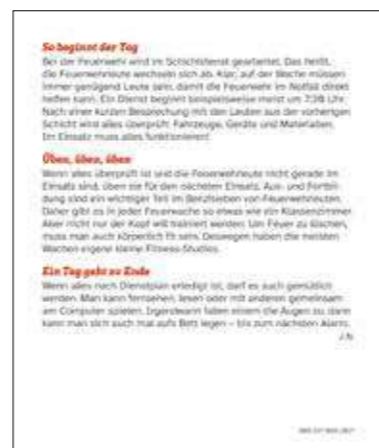 So beginnt der Tag
Bei der Feuerwehr wird im Schichtdienst gearbeitet. Das heißt,
die Feuerwehrleute wechseln sich ab. Klar, auf der Wache müssen
immer genügend Leute sein, damit die Feuerwehr im Notfall direkt
helfen kann. Ein Dienst beginnt beispielsweise meist um 7:30 Uhr.
Nach einer kurzen Besprechung mit den Leuten aus der vorherigen
Schicht wird alles überprüft: Fahrzeuge, Geräte und Materialien.
Im Einsatz muss alles funktionieren!
Üben, üben, üben
Wenn alles überprüft ist und die Feuerwehrleute nicht gerade im
Einsatz sind, üben sie für den nächsten Einsatz. Aus- und Fortbil-
dung sind ein wichtiger Teil im Berufsleben von Feuerwehrleuten.
Daher gibt es in jeder Feuerwache so etwas wie ein Klassenzimmer.
Aber nicht nur der Kopf will trainiert werden. Um Feuer zu löschen,
muss man auch körperlich fit sein. Deswegen haben die meisten
Wachen eigene kleine Fitness-Studios.
Ein Tag geht zu Ende
Wenn alles nach Dienstplan erledigt ist, darf es auch gemütlich
werden. Man kann fernsehen, lesen oder mit anderen gemeinsam
am Computer spielen. Irgendwann fallen einem die Augen zu, dann
kann man sich auch mal aufs Bett legen – bis zum nächsten Alarm.